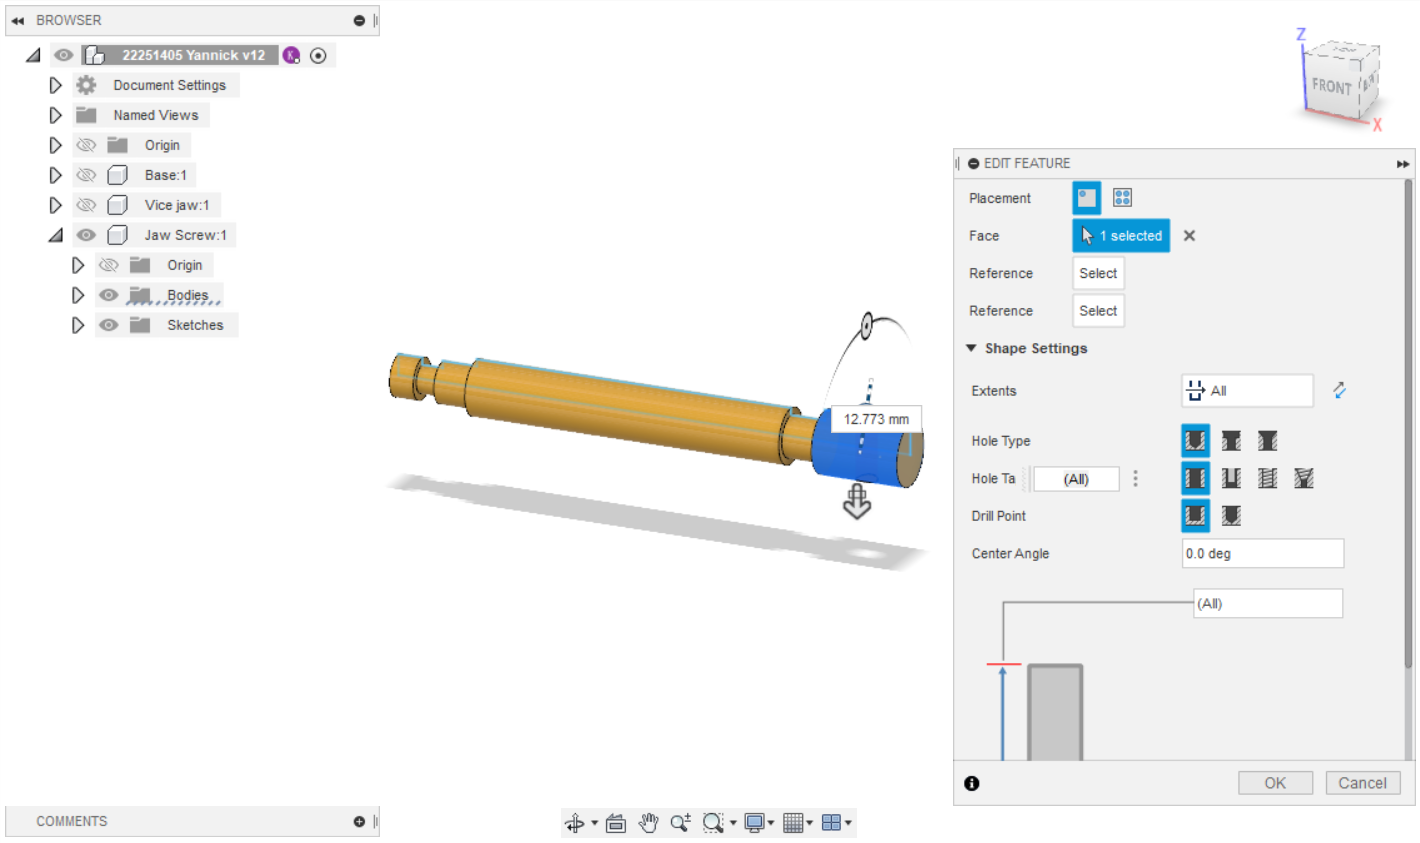 BROWSER
22251405 Yannick v12
K
Document Settings
Named Views
Origin
Base:1
Vice jaw:1
Jaw Screw:1
Origin
Bodies
Sketches
12.773 mm
Z
FRONT
X
EDIT FEATURE
Placement
Face
1 selected
Reference
Select
Reference
Select
Shape Settings
Extents
All
Hole Type
Hole Ta
(All)
Drill Point
Center Angle
0.0 deg
(All)
OK
Cancel
COMMENTS